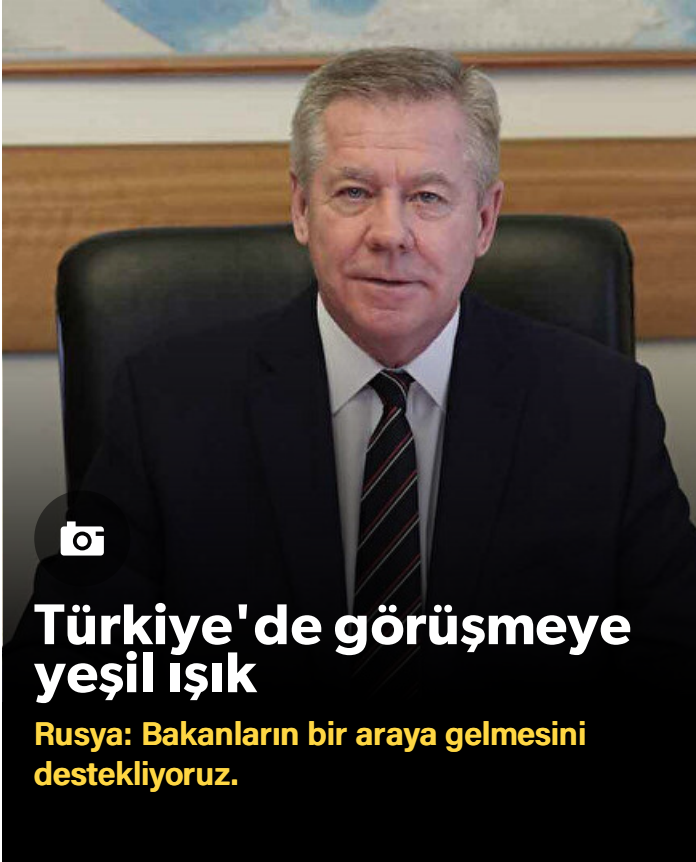 Türkiye'de görüşmeye
yeşil ışık
Rusya: Bakanların bir araya gelmesini
destekliyoruz.